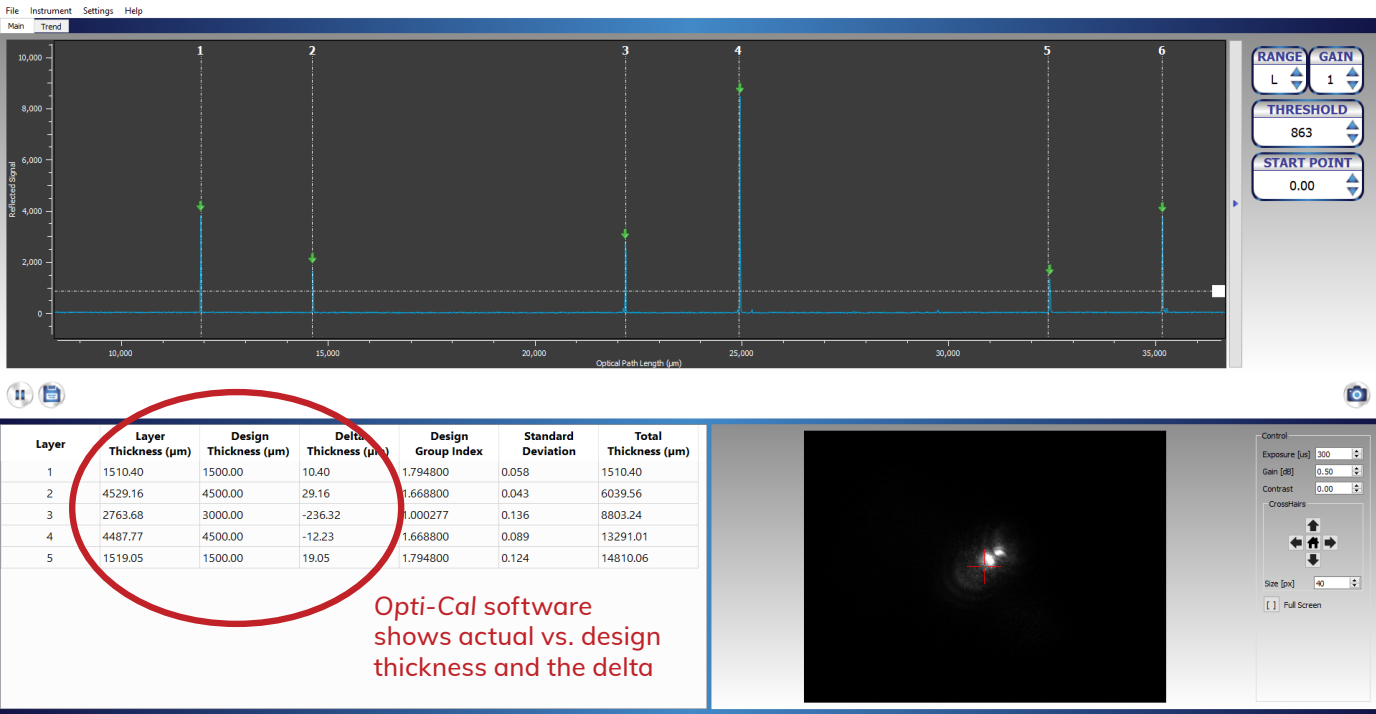 File Instrument Settings Help
Main Trend
1 2 3 4 5 6
10,000
8,000
6,000
4,000
2,000
0
Reflected Signal
10,000 15,000 20,000 25,000 30,000 35,000
Optical Path Length (µm)
RANGE GAIN
L 1
THRESHOLD
863
START POINT
0.00
Layer Layer Thickness (µm) Design Thickness (µm) Delta Thickness (µm) Design Group Index Standard Deviation Total Thickness (µm)
1 1510.40 1500.00 10.40 1.794800 0.058 1510.40
2 4529.16 4500.00 29.16 1.668800 0.043 6039.56
3 2763.68 3000.00 -236.32 1.000277 0.136 8803.24
4 4487.77 4500.00 -12.23 1.668800 0.089 13291.01
5 1519.05 1500.00 19.05 1.794800 0.124 14810.06
Opti-Cal software
shows actual vs. design
thickness and the delta
Control
Exposure [us] 300
Gain [dB] 0.50
Contrast 0.00
CrossHairs
Size [px] 40
[ ] Full Screen